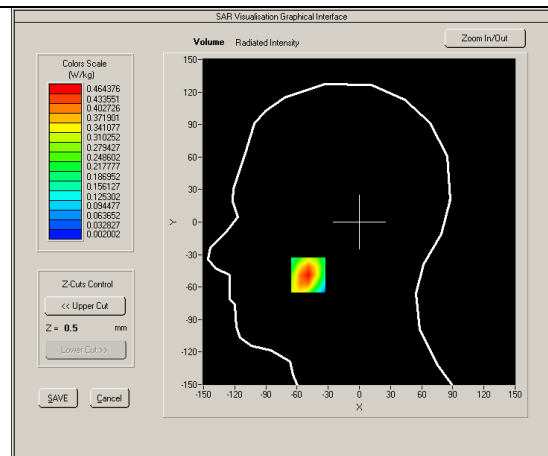 SAR Visualisation Graphical Interface
Volume Radiated Intensity
Zoom In/Out
Colors Scale
(W/kg)
0.464376
0.433551
0.402726
0.371901
0.341077
0.310252
0.279427
0.248602
0.217777
0.186952
0.156127
0.125302
0.094477
0.063652
0.032827
0.002002
Z-Cuts Control
<< Upper Cut
Z = 0.5 mm
Lower Cut >>
SAVE Cancel
150
120
90
60
30
0
-30
-60
-90
-120
-150
Y
-150 -120 -90 -60 -30 0 30 60 90 120 150
X